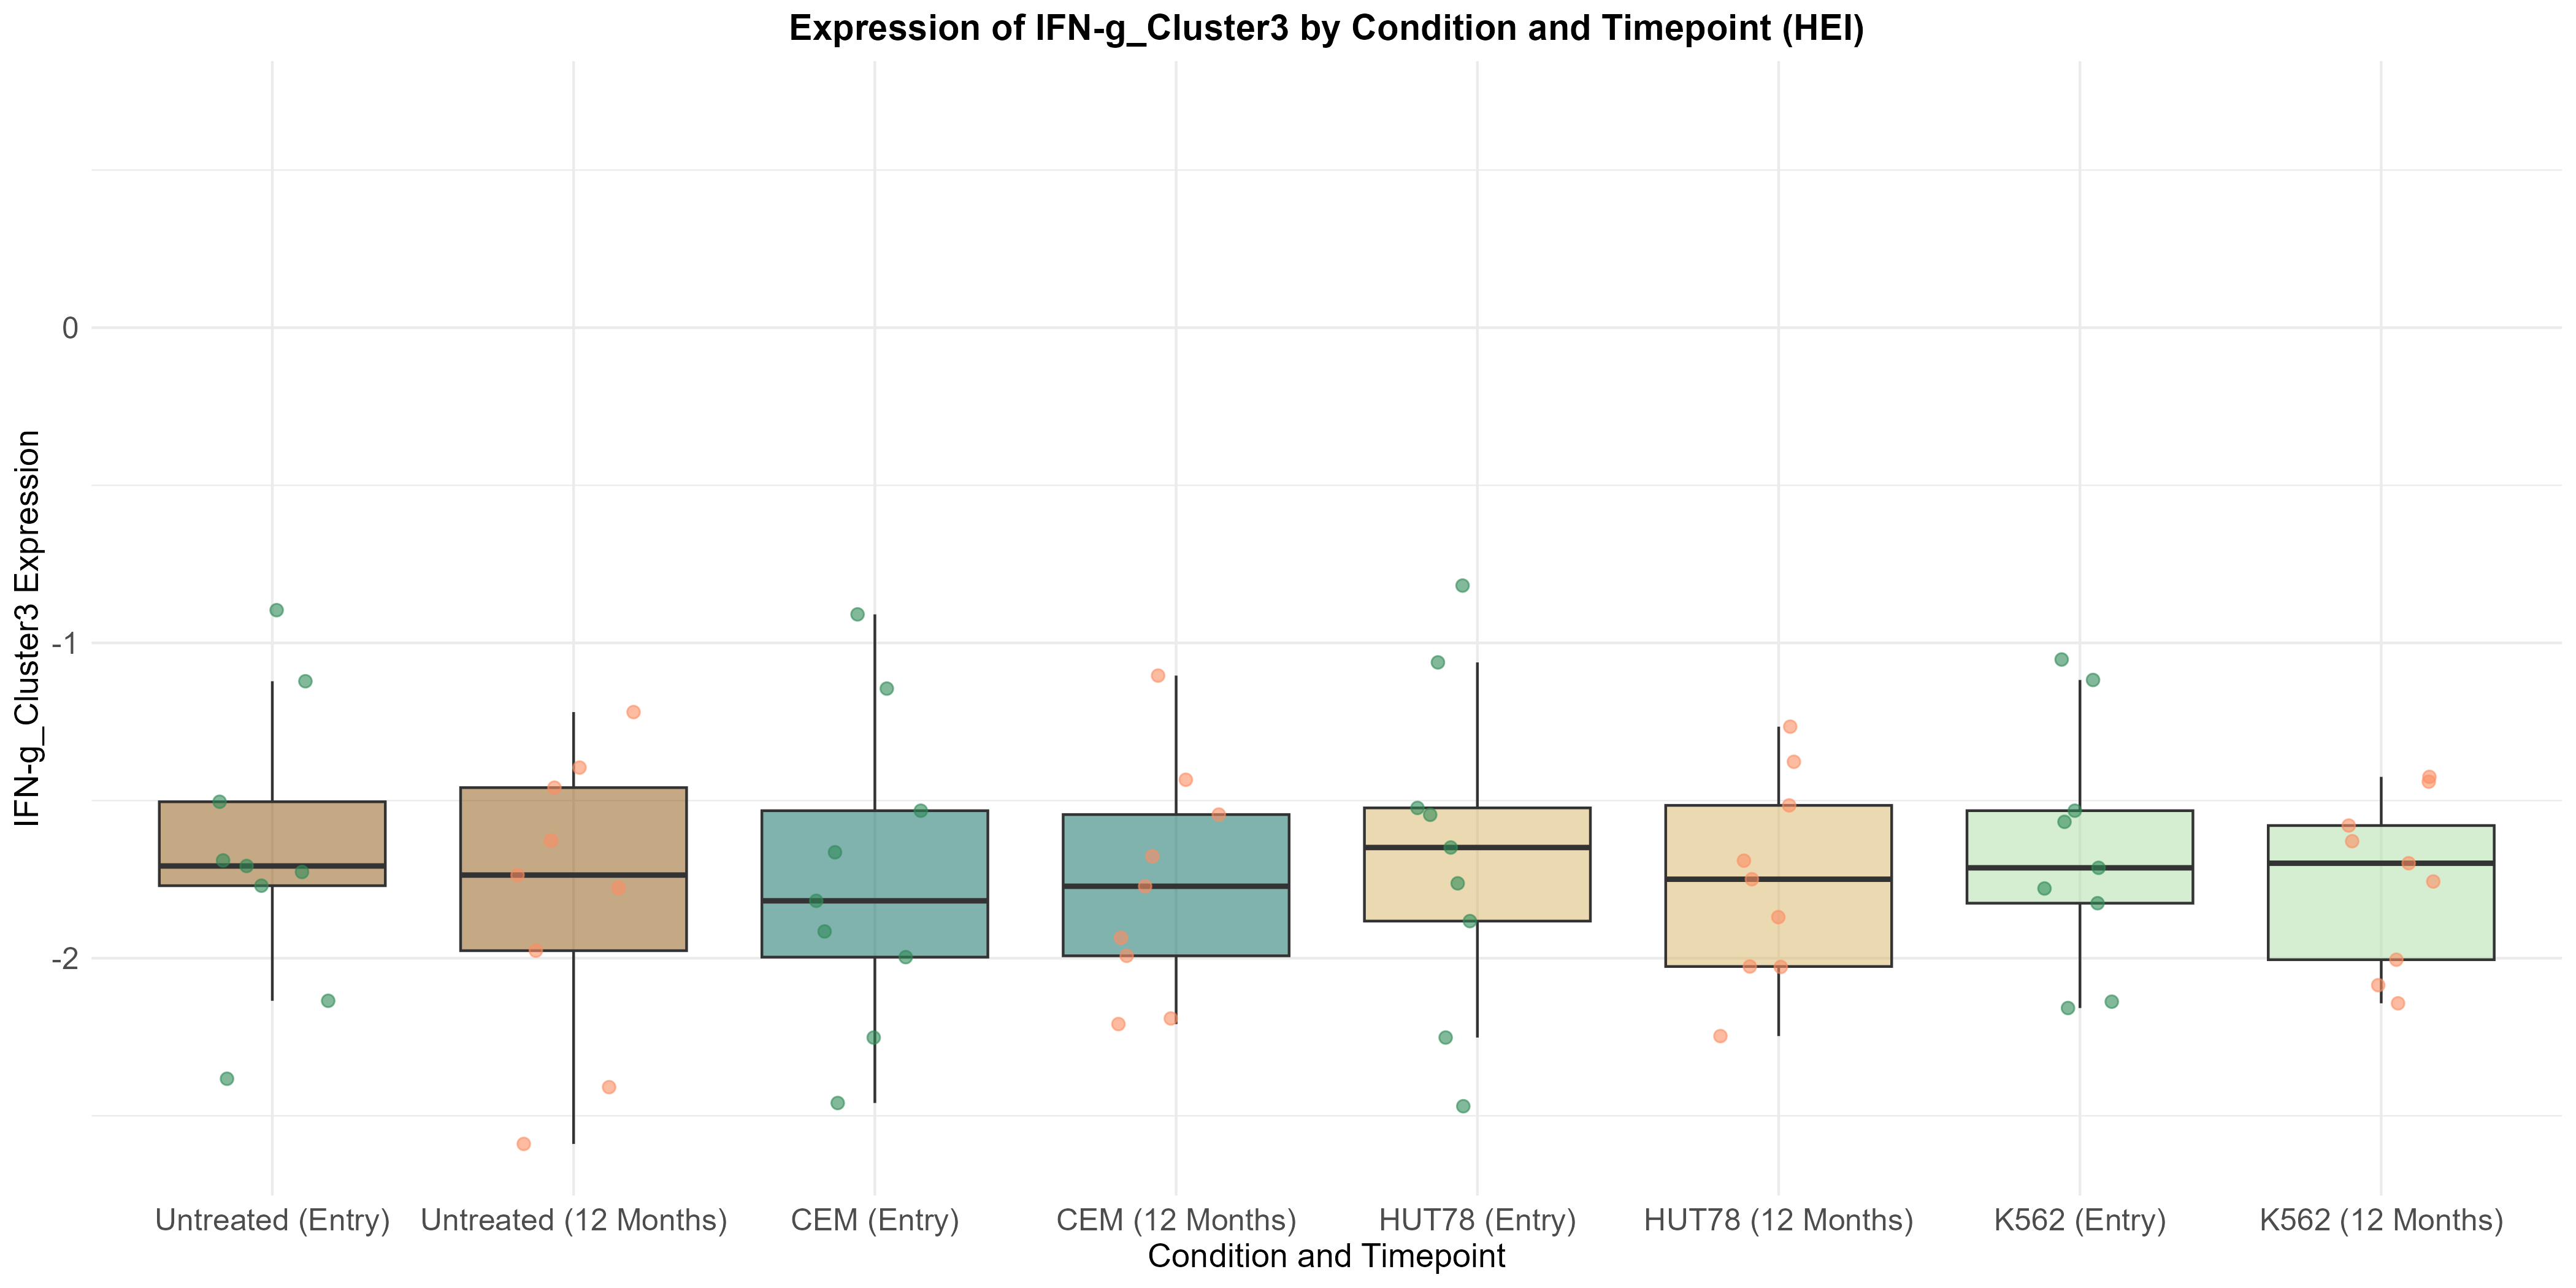 Expression of IFN-g_Cluster3 by Condition and Timepoint (HEI)
IFN-g_Cluster3 Expression
0
-1
-2
Untreated (Entry)
Untreated (12 Months)
CEM (Entry)
CEM (12 Months)
HUT78 (Entry)
HUT78 (12 Months)
K562 (Entry)
K562 (12 Months)
Condition and Timepoint